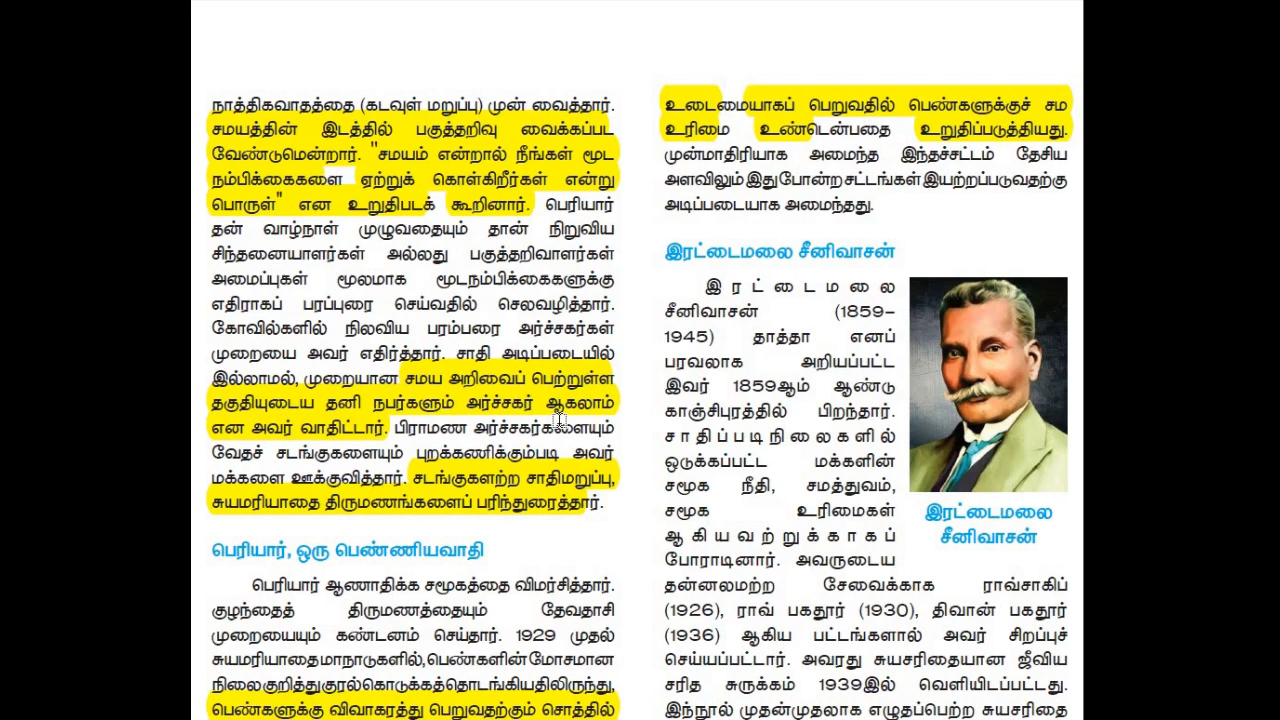 நாத்திகவாதத்தை (கடவுள் மறுப்பு) முன் வைத்தார்.
சமயத்தின் இடத்தில் பகுத்தறிவு வைக்கப்பட
வேண்டுமென்றார். "சமயம் என்றால் நீங்கள் மூட
நம்பிக்கைகளை ஏற்றுக் கொள்கிறீர்கள் என்று
பொருள்" என உறுதிபடக் கூறினார். பெரியார்
தன் வாழ்நாள் முழுவதையும் தான் நிறுவிய
சிந்தனையாளர்கள் அல்லது பகுத்தறிவாளர்கள்
அமைப்புகள் மூலமாக மூடநம்பிக்கைகளுக்கு
எதிராகப் பரப்புரை செய்வதில் செலவழித்தார்.
கோவில்களில் நிலவிய பரம்பரை அர்ச்சகர்கள்
முறையை அவர் எதிர்த்தார். சாதி அடிப்படையில்
இல்லாமல், முறையான சமய அறிவைப் பெற்றுள்ள
தகுதியுடைய தனி நபர்களும் அர்ச்சகர் ஆகலாம்
என அவர் வாதிட்டார். பிராமண அர்ச்சகர்களையும்
வேதச் சடங்குகளையும் புறக்கணிக்கும்படி அவர்
மக்களை ஊக்குவித்தார். சடங்குகளற்ற சாதிமறுப்பு,
சுயமரியாதை திருமணங்களைப் பரிந்துரைத்தார்.
பெரியார், ஒரு பெண்ணியவாதி
பெரியார் ஆணாதிக்க சமூகத்தை விமர்சித்தார்.
குழந்தைத் திருமணத்தையும் தேவதாசி
முறையையும் கண்டனம் செய்தார். 1929 முதல்
சுயமரியாதை மாநாடுகளில், பெண்களின் மோசமான
நிலை குறித்து குரல் கொடுக்கத் தொடங்கியதிலிருந்து,
பெண்களுக்கு விவாகரத்து பெறுவதற்கும் சொத்தில்
உடைமையாகப் பெறுவதில் பெண்களுக்குச் சம
உரிமை உண்டென்பதை உறுதிப்படுத்தியது.
முன்மாதிரியாக அமைந்த இந்தச்சட்டம் தேசிய
அளவிலும் இதுபோன்ற சட்டங்கள் இயற்றப்படுவதற்கு
அடிப்படையாக அமைந்தது.
இரட்டைமலை சீனிவாசன்
இரட்டைமலை
சீனிவாசன் (1859–
1945) தாத்தா எனப்
பரவலாக அறியப்பட்ட
இவர் 1859ஆம் ஆண்டு
காஞ்சிபுரத்தில் பிறந்தார்.
சாதிப்படிநிலைகளில்
ஒடுக்கப்பட்ட மக்களின்
சமூக நீதி, சமத்துவம்,
சமூக உரிமைகள்
ஆகியவற்றுக்காகப்
போராடினார். அவருடைய
தன்னலமற்ற சேவைக்காக ராவ்சாகிப்
(1926), ராவ் பகதூர் (1930), திவான் பகதூர்
(1936) ஆகிய பட்டங்களால் அவர் சிறப்புச்
செய்யப்பட்டார். அவரது சுயசரிதையான ஜீவிய
சரித சுருக்கம் 1939இல் வெளியிடப்பட்டது.
இந்நூல் முதன்முதலாக எழுதப்பெற்ற சுயசரிதை
இரட்டைமலை
சீனிவாசன்